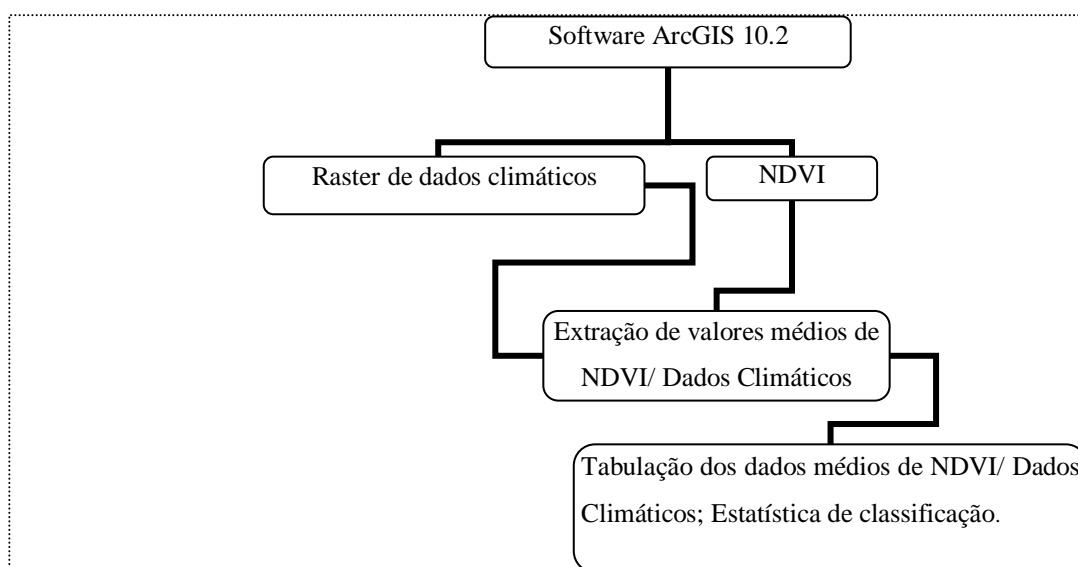 Software ArcGIS 10.2
Raster de dados climáticos
NDVI
Extração de valores médios de
NDVI/ Dados Climáticos
Tabulação dos dados médios de NDVI/ Dados
Climáticos; Estatística de classificação.